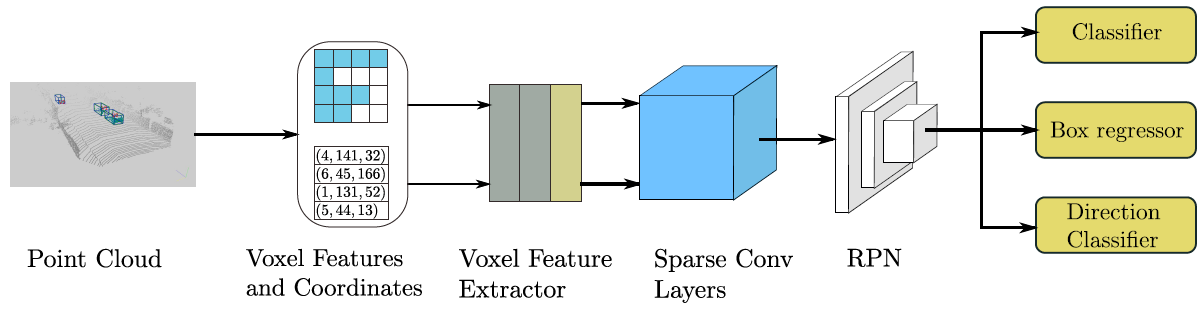 (4, 141, 32)
(6, 45, 166)
(1, 131, 52)
(5, 44, 13)
Point Cloud
Voxel Features
and Coordinates
Voxel Feature
Extractor
Sparse Conv
Layers
RPN
Classifier
Box regressor
Direction
Classifier